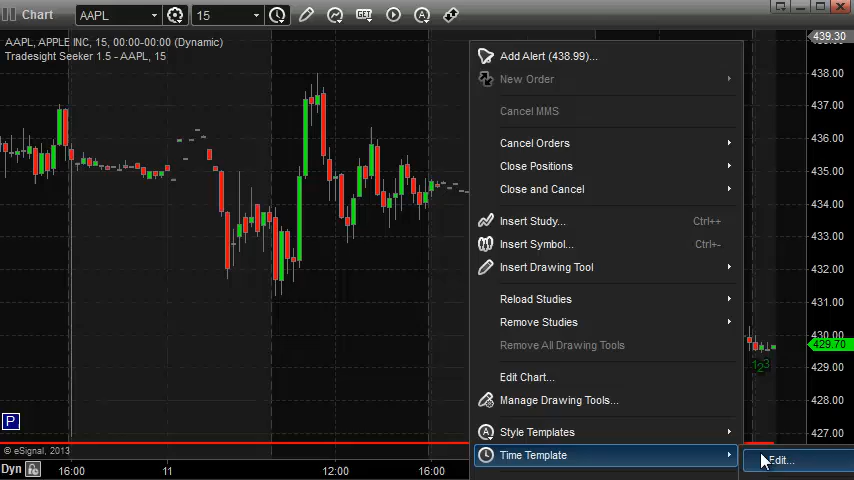 Chart AAPL 15 GET A
AAPL, APPLE INC, 15, 00:00-00:00 (Dynamic)
Tradesight Seeker 1.5 - AAPL, 15
439.30
438.00
437.00
436.00
435.00
434.00
433.00
432.00
431.00
430.00
429.70
429.00
428.00
427.00
Add Alert (438.99)...
New Order
Cancel MMS
Cancel Orders
Close Positions
Close and Cancel
Insert Study... Ctrl++
Insert Symbol... Ctrl+-
Insert Drawing Tool
Reload Studies
Remove Studies
Remove All Drawing Tools
Edit Chart...
Manage Drawing Tools...
Style Templates
Time Template
Edit...
123
P
© eSignal, 2013
Dyn 16:00 11 12:00 16:00